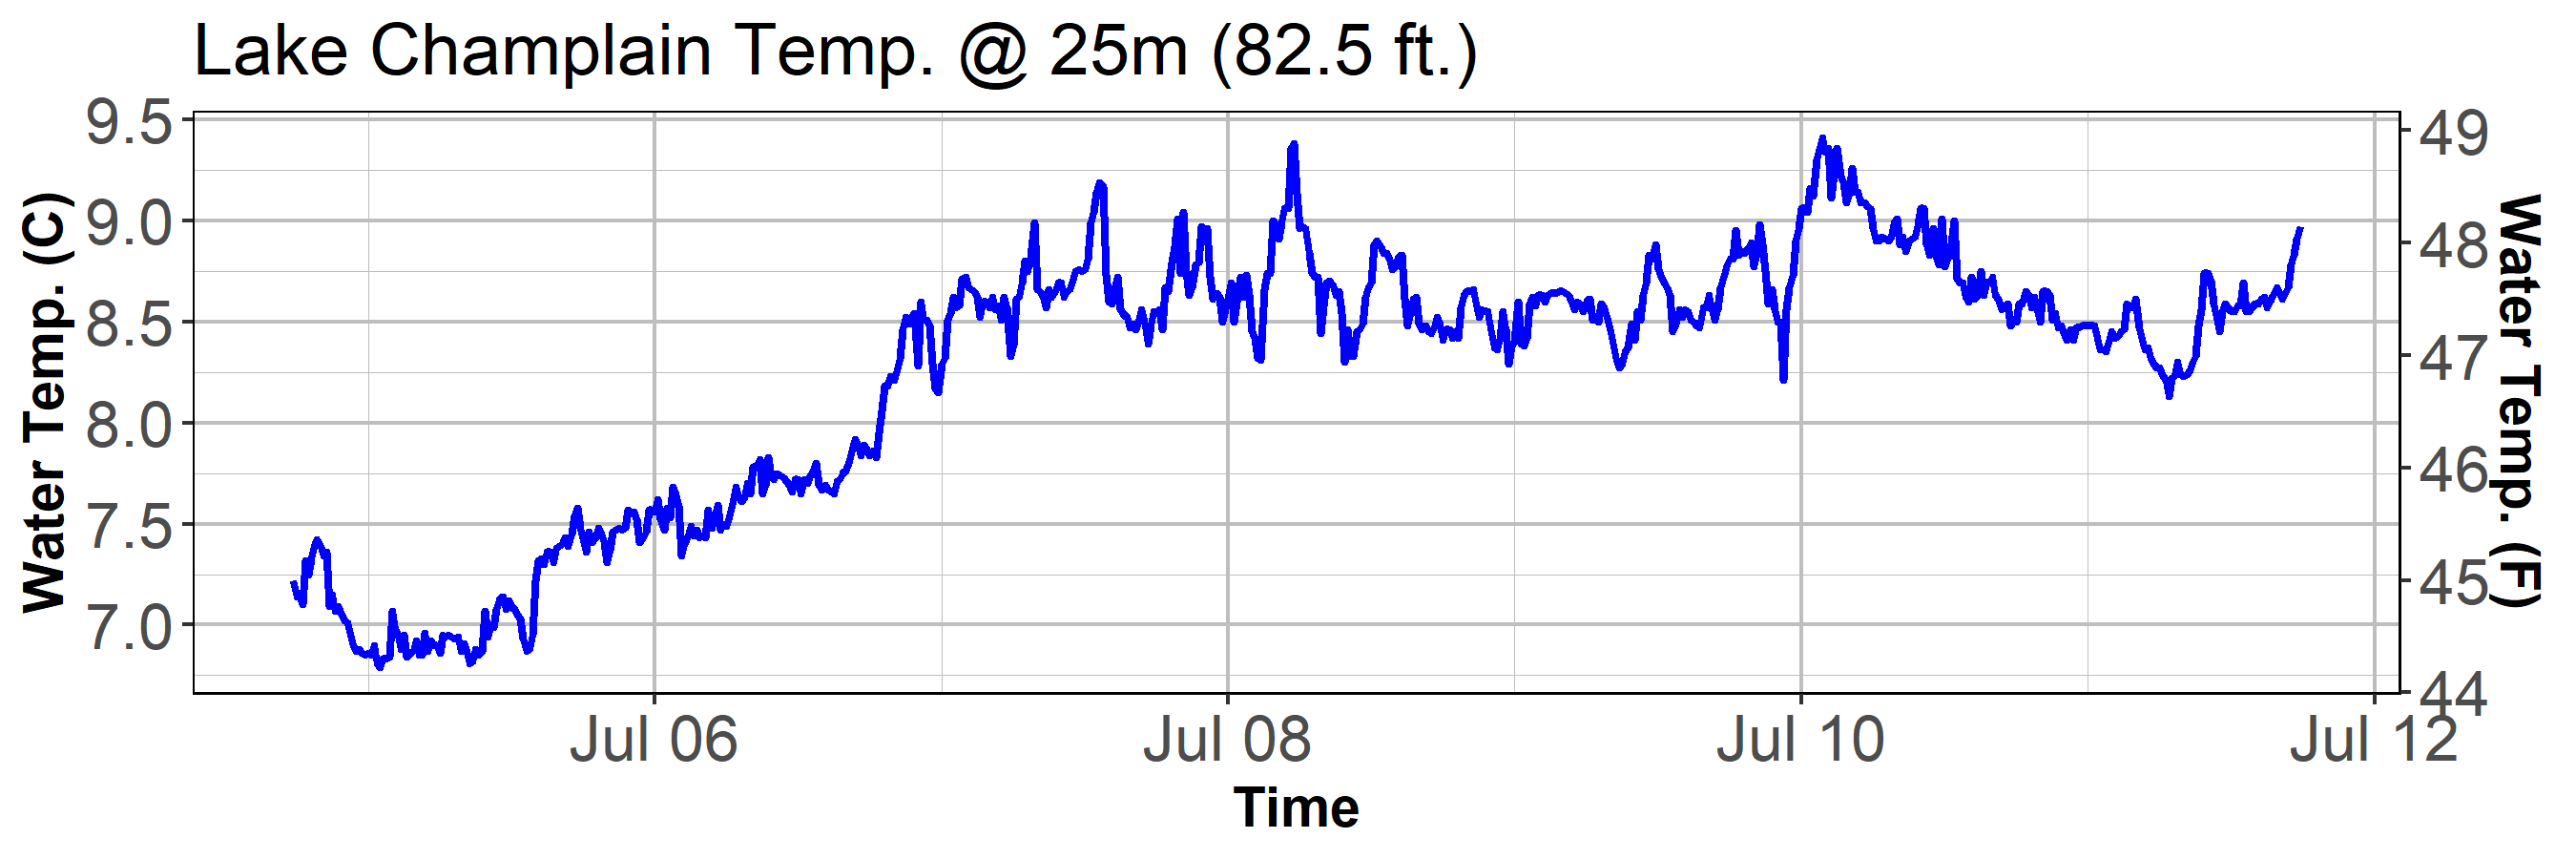 Lake Champlain Temp. @ 25m (82.5 ft.)
Water Temp. (C)
9.5
9.0
8.5
8.0
7.5
7.0
49
48
47
46
45
44
Water Temp. (F)
Jul 06
Jul 08
Jul 10
Jul 12
Time